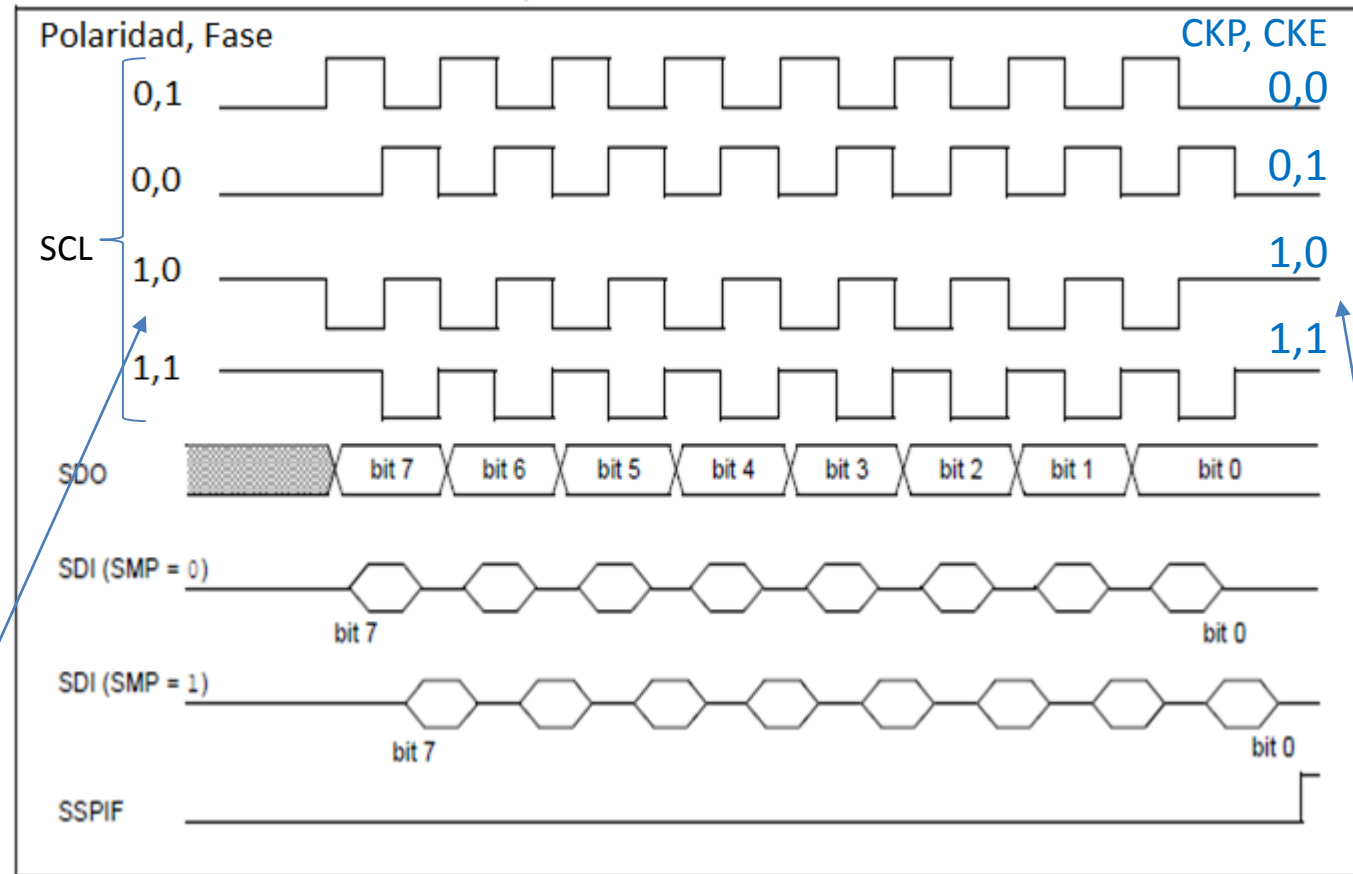 Polaridad, Fase CKP, CKE
0,1 0,0
0,0 0,1
SCL
1,0 1,0
1,1 1,1
SDO bit 7 bit 6 bit 5 bit 4 bit 3 bit 2 bit 1 bit 0
SDI (SMP = 0)
bit 7 bit 0
SDI (SMP = 1)
bit 7 bit 0
SSPIF